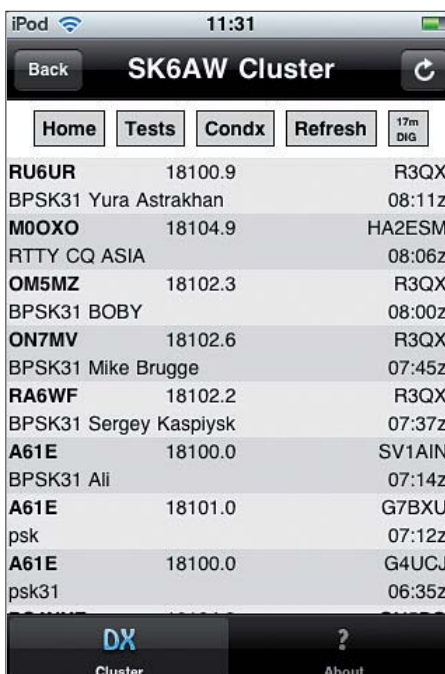 iPod 11:31
Back SK6AW Cluster
Home Tests Condx Refresh 17m DIG
RU6UR 18100.9 R3QX
BPSK31 Yura Astrakhan 08:11z
M0OXO 18104.9 HA2ESM
RTTY CQ ASIA 08:06z
OM5MZ 18102.3 R3QX
BPSK31 BOBY 08:00z
ON7MV 18102.6 R3QX
BPSK31 Mike Brugge 07:45z
RA6WF 18102.2 R3QX
BPSK31 Sergey Kaspiysk 07:37z
A61E 18100.0 SV1AIN
BPSK31 Ali 07:14z
A61E 18101.0 G7BXU
psk 07:12z
A61E 18100.0 G4UCJ
psk31 06:35z
DX ?
Cluster About